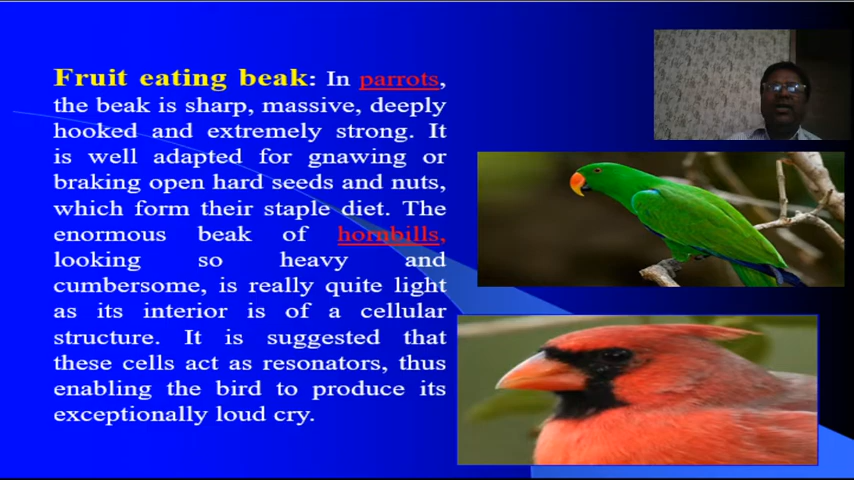 Fruit eating beak: In parrots,
the beak is sharp, massive, deeply
hooked and extremely strong. It
is well adapted for gnawing or
braking open hard seeds and nuts,
which form their staple diet. The
enormous beak of hornbills,
looking so heavy and
cumbersome, is really quite light
as its interior is of a cellular
structure. It is suggested that
these cells act as resonators, thus
enabling the bird to produce its
exceptionally loud cry.